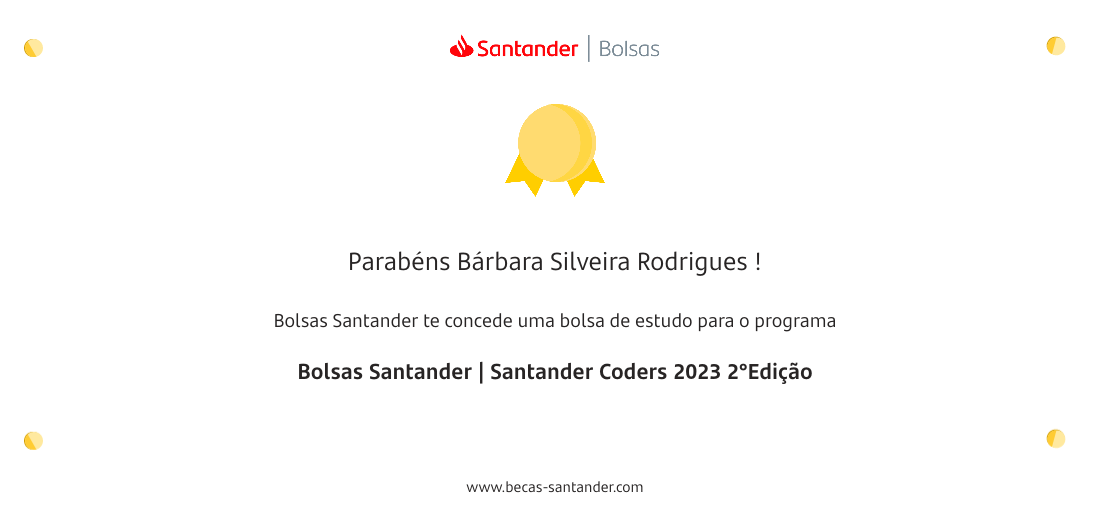 Santander | Bolsas
Parabéns Bárbara Silveira Rodrigues !
Bolsas Santander te concede uma bolsa de estudo para o programa
Bolsas Santander | Santander Coders 2023 2°Edição
www.becas-santander.com